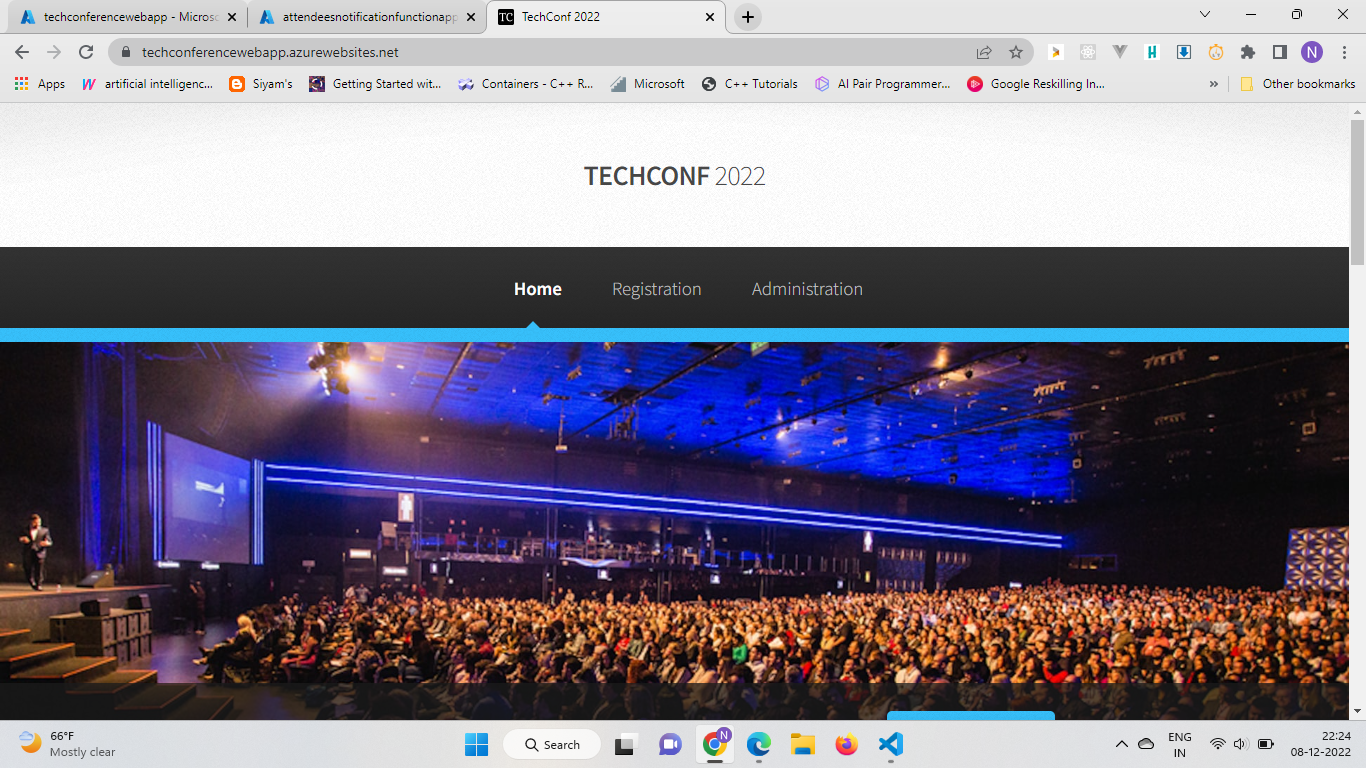 techconferencewebapp - Micros
attendeesnotificationfunctionapp
TC TechConf 2022
techconferencewebapp.azurewebsites.net
N
Apps
artificial intelligenc...
Siyam's
Getting Started wit...
Containers - C++ R...
Microsoft
C++ Tutorials
AI Pair Programmer...
Google Reskilling In...
»
Other bookmarks
TECHCONF 2022
Home Registration Administration
66°F
Mostly clear
Search
N
ENG
IN
22:24
08-12-2022